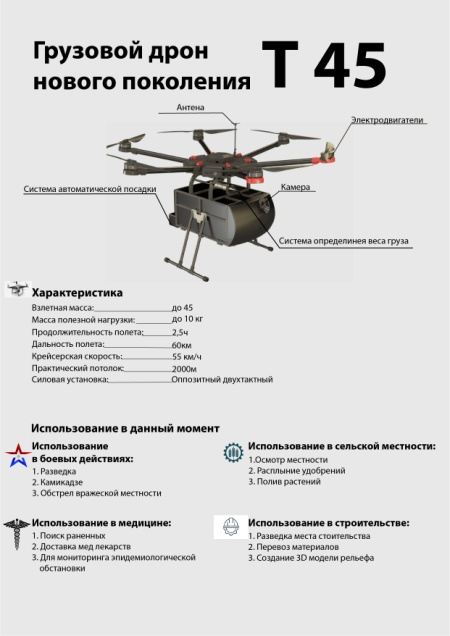 Грузовой дрон
нового поколения
Т 45
Антена
Электродвигатели
Система автоматической посадки
Камера
Система определинея веса груза
Характеристика
Взлетная масса: до 45
Масса полезной нагрузки: до 10 кг
Продолжительность полета: 2,5ч
Дальность полета: 60км
Крейсерская скорость: 55 км/ч
Практический потолок: 2000м
Силовая установка: Оппозитный двухтактный
Использование в данный момент
Использование
в боевых действиях:
1. Разведка
2. Камикадзе
3. Обстрел вражеской местности
Использование в сельской местности:
1.Осмотр местности
2. Расплыние удобрений
3. Полив растений
Использование в медицине:
1. Поиск раненных
2. Доставка мед лекарств
3. Для мониторинга эпидемиологической
обстановки
Использование в строительстве:
1. Разведка места стоительства
2. Перевоз материалов
3. Создание 3D модели рельефа